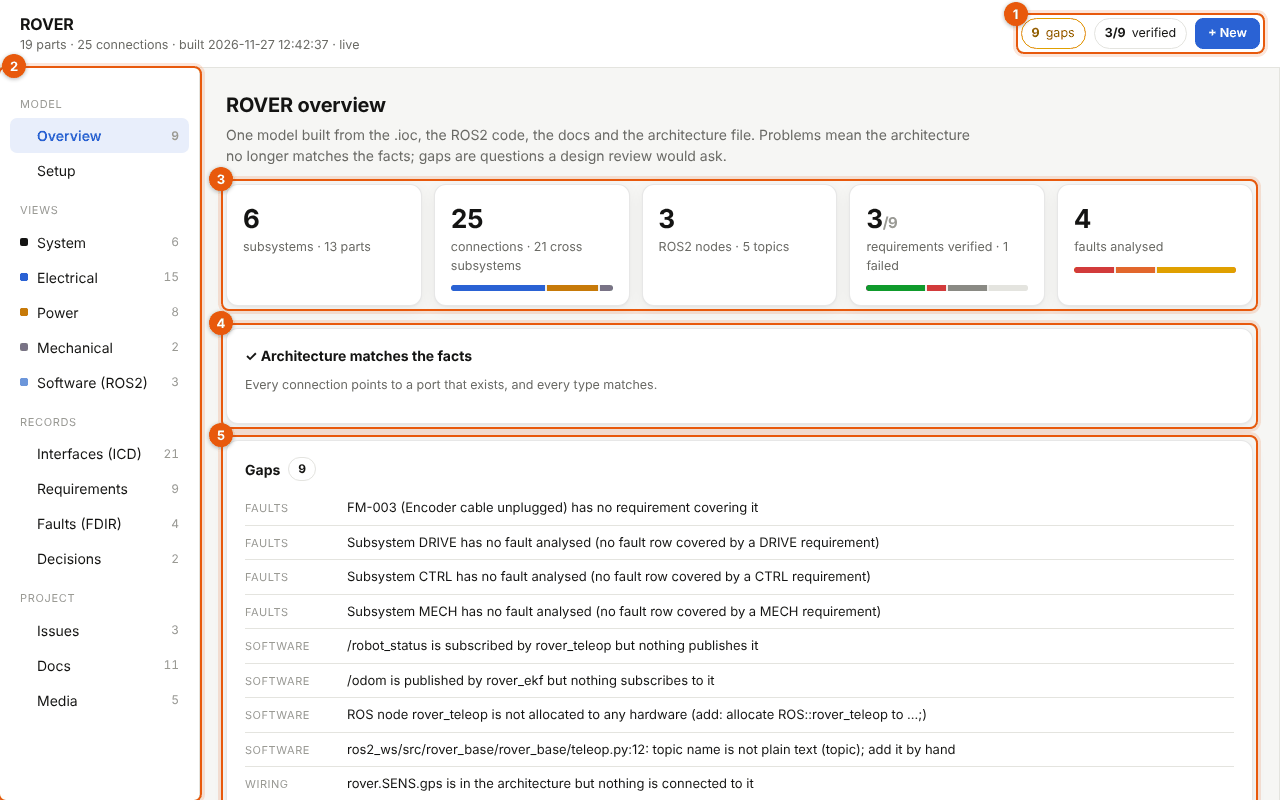 ROVER
19 parts · 25 connections · built 2026-11-27 12:42:37 · live
1
9 gaps
3/9 verified
+ New
2
MODEL
Overview 9
Setup
VIEWS
System 6
Electrical 15
Power 8
Mechanical 2
Software (ROS2) 3
RECORDS
Interfaces (ICD) 21
Requirements 9
Faults (FDIR) 4
Decisions 2
PROJECT
Issues 3
Docs 11
Media 5
ROVER overview
One model built from the .ioc, the ROS2 code, the docs and the architecture file. Problems mean the architecture
no longer matches the facts; gaps are questions a design review would ask.
3
6
subsystems · 13 parts
25
connections · 21 cross
subsystems
3
ROS2 nodes · 5 topics
3/9
requirements verified · 1
failed
4
faults analysed
4
✓ Architecture matches the facts
Every connection points to a port that exists, and every type matches.
5
Gaps 9
FAULTS FM-003 (Encoder cable unplugged) has no requirement covering it
FAULTS Subsystem DRIVE has no fault analysed (no fault row covered by a DRIVE requirement)
FAULTS Subsystem CTRL has no fault analysed (no fault row covered by a CTRL requirement)
FAULTS Subsystem MECH has no fault analysed (no fault row covered by a MECH requirement)
SOFTWARE /robot_status is subscribed by rover_teleop but nothing publishes it
SOFTWARE /odom is published by rover_ekf but nothing subscribes to it
SOFTWARE ROS node rover_teleop is not allocated to any hardware (add: allocate ROS::rover_teleop to ...;)
SOFTWARE ros2_ws/src/rover_base/rover_base/teleop.py:12: topic name is not plain text (topic); add it by hand
WIRING rover.SENS.gps is in the architecture but nothing is connected to it